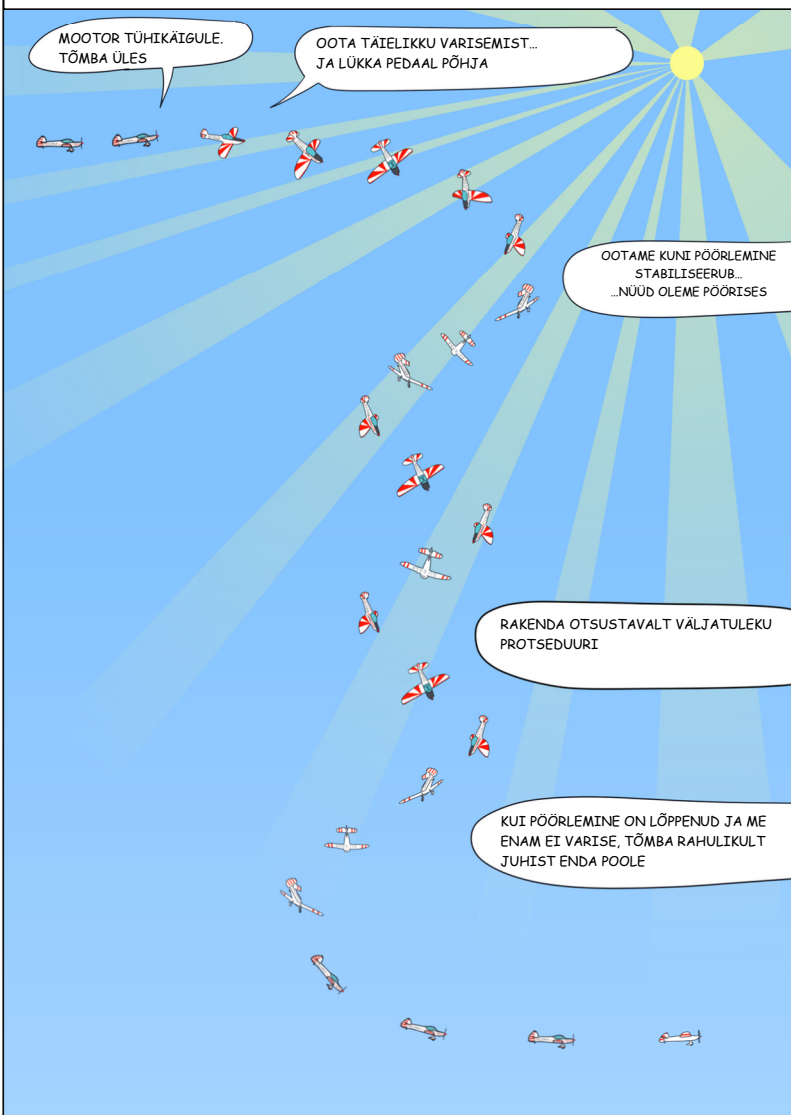 MOOTOR TÜHIKÄIGULE.
TÕMBA ÜLES
OOTA TÄIELIKKU VARISEMIST...
JA LÜKKA PEDAAL PÕHJA
OOTAME KUNI PÖÖRLEMINE
STABILISEERUB...
...NÜÜD OLEME PÖÖRISES
RAKENDA OTSUSTAVALT VÄLJATULEKU
PROTSEDUURI
KUI PÖÖRLEMINE ON LÕPPENUD JA ME
ENAM EI VARISE, TÕMBA RAHULIKULT
JUHIST ENDA POOLE